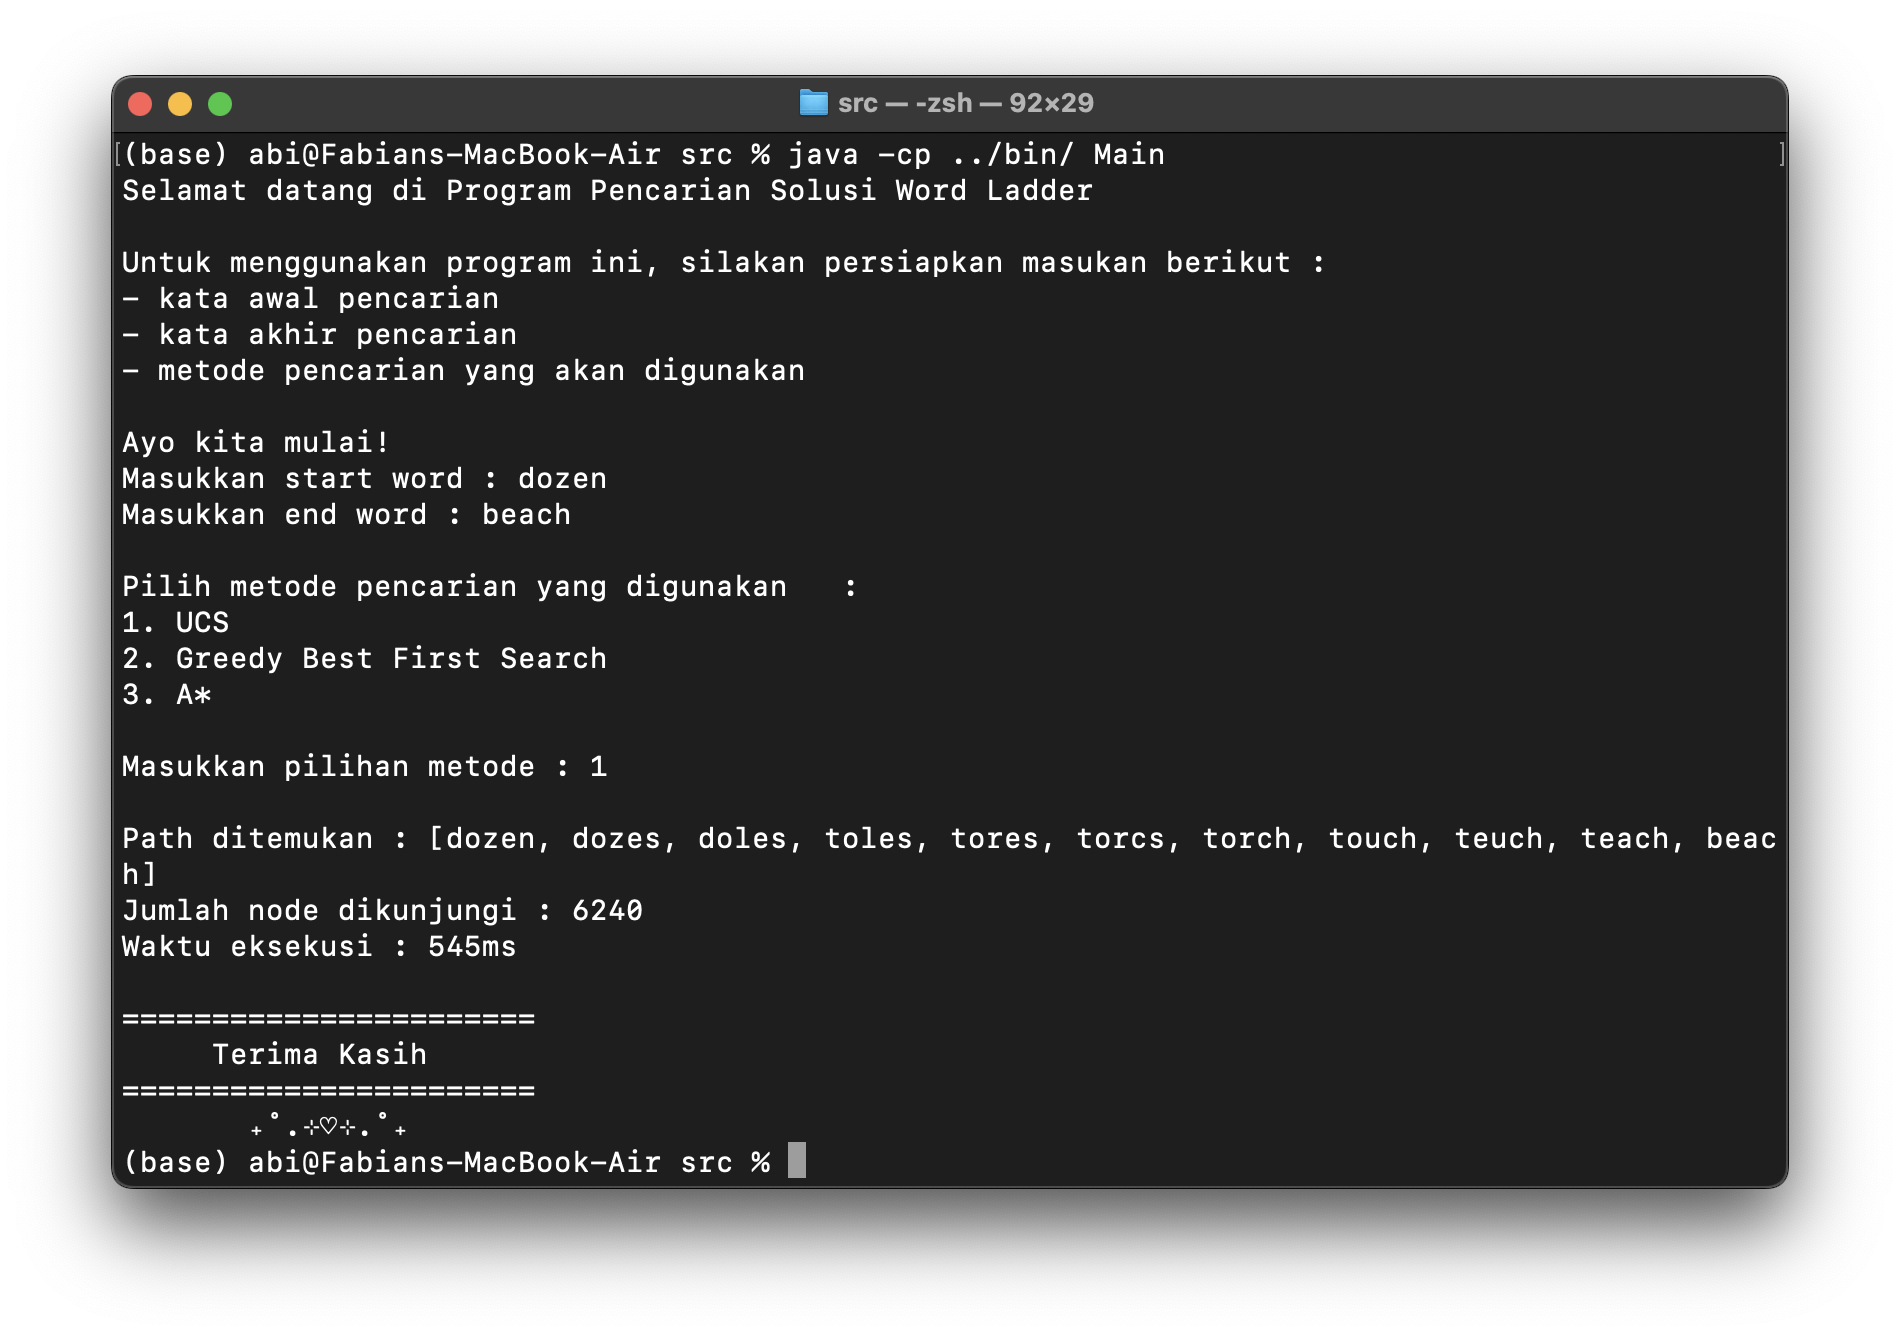 src — -zsh — 92×29
(base) abi@Fabians-MacBook-Air src % java -cp ../bin/ Main
Selamat datang di Program Pencarian Solusi Word Ladder
Untuk menggunakan program ini, silakan persiapkan masukan berikut :
- kata awal pencarian
- kata akhir pencarian
- metode pencarian yang akan digunakan
Ayo kita mulai!
Masukkan start word : dozen
Masukkan end word : beach
Pilih metode pencarian yang digunakan   :
1. UCS
2. Greedy Best First Search
3. A*
Masukkan pilihan metode : 1
Path ditemukan : [dozen, dozes, doles, toles, tores, torcs, torch, touch, teuch, teach, beac
h]
Jumlah node dikunjungi : 6240
Waktu eksekusi : 545ms
=======================
Terima Kasih
=======================
₊˚.⊹♡⊹.˚₊
(base) abi@Fabians-MacBook-Air src %